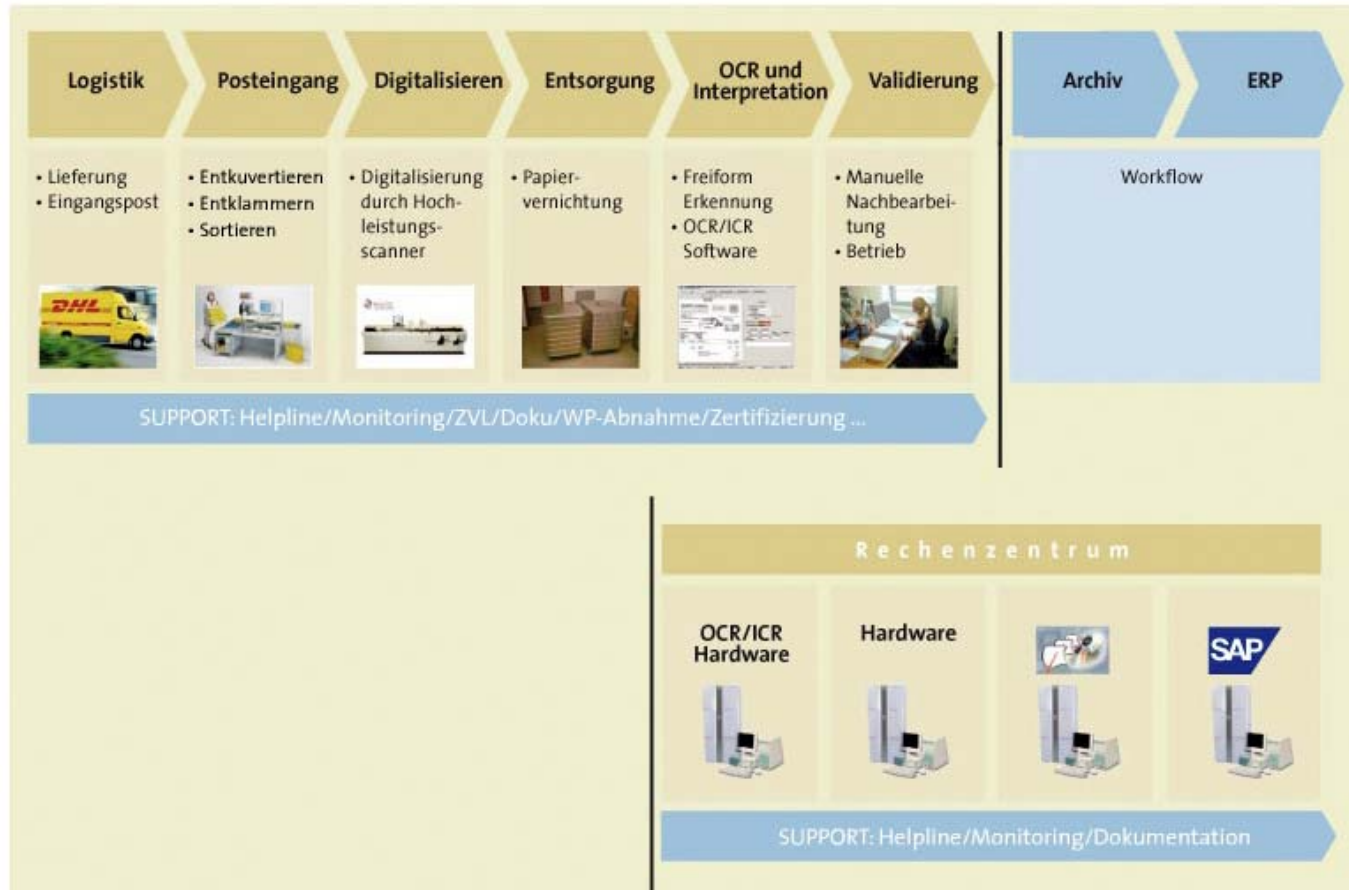 Logistik
Posteingang
Digitalisieren
Entsorgung
OCR und
Interpretation
Validierung
Archiv
ERP
• Lieferung
• Eingangspost
• Entkuvertieren
• Entklammern
• Sortieren
• Digitalisierung
durch Hoch-
leistungs-
scanner
• Papier-
vernichtung
• Freiform
Erkennung
• OCR/ICR
Software
• Manuelle
Nachbearbei-
tung
• Betrieb
Workflow
DHL
SUPPORT: Helpline/Monitoring/ZVL/Doku/WP-Abnahme/Zertifizierung ...
Rechenzentrum
OCR/ICR
Hardware
Hardware
SAP
SUPPORT: Helpline/Monitoring/Dokumentation